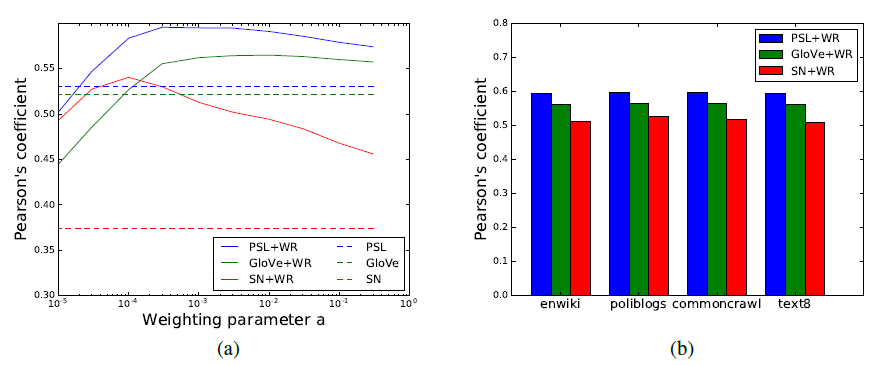 Pearson's coefficient
0.55
0.50
0.45
0.40
0.35
0.30
10^-5
10^-4
10^-3
10^-2
10^-1
10^0
Weighting parameter a
PSL+WR
GloVe+WR
SN+WR
PSL
GloVe
SN
(a)
Pearson's coefficient
0.8
0.7
0.6
0.5
0.4
0.3
0.2
0.1
0.0
enwiki
poliblogs
commoncrawl
text8
PSL+WR
GloVe+WR
SN+WR
(b)